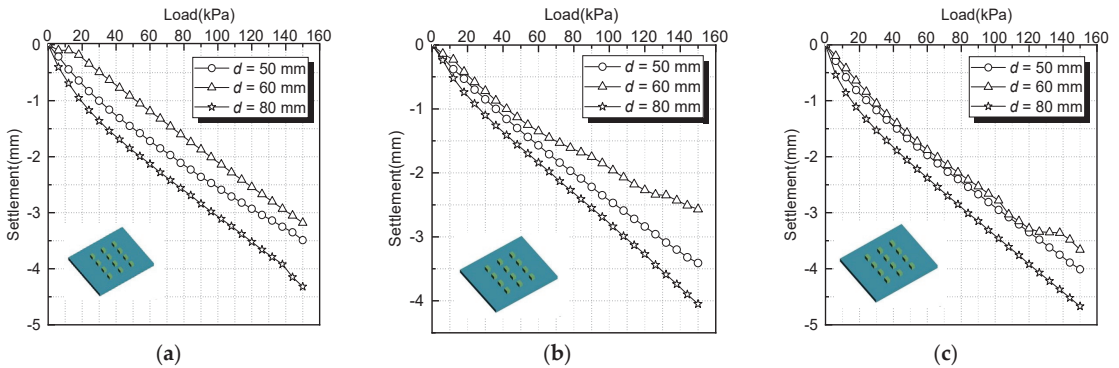 Load(kPa)
0 20 40 60 80 100 120 140 160
0
-1
-2
-3
-4
-5
Settlement(mm)
d = 50 mm
d = 60 mm
d = 80 mm
(a)
Load(kPa)
0 20 40 60 80 100 120 140 160
0
-1
-2
-3
-4
Settlement(mm)
d = 50 mm
d = 60 mm
d = 80 mm
(b)
Load(kPa)
0 20 40 60 80 100 120 140 160
0
-1
-2
-3
-4
-5
Settlement(mm)
d = 50 mm
d = 60 mm
d = 80 mm
(c)